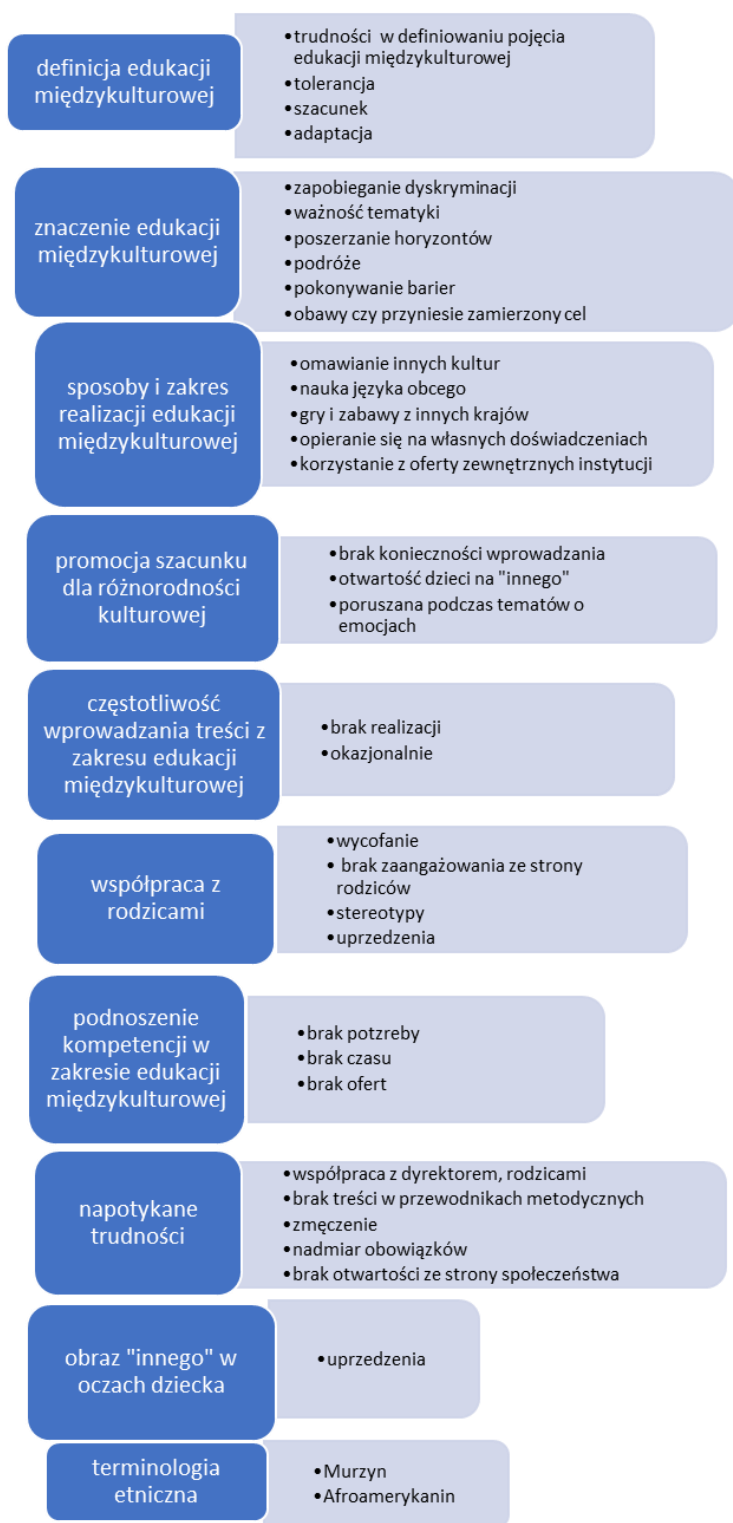 definicja edukacji
międzykulturowej
•trudności w definiowaniu pojęcia
edukacji międzykulturowej
•tolerancja
•szacunek
•adaptacja
znaczenie edukacji
międzykulturowej
•zapobieganie dyskryminacji
•ważność tematyki
•poszerzanie horyzontów
•podróże
•pokonywanie barier
•obawy czy przyniesie zamierzony cel
sposoby i zakres
realizacji edukacji
międzykulturowej
•omawianie innych kultur
•nauka języka obcego
•gry i zabawy z innych krajów
•opieranie się na własnych doświadczeniach
•korzystanie z oferty zewnętrznych instytucji
promocja szacunku
dla różnorodności
kulturowej
•brak konieczności wprowadzania
•otwartość dzieci na "innego"
•poruszana podczas tematów o
emocjach
częstotliwość
wprowadzania treści z
zakresu edukacji
międzykulturowej
•brak realizacji
•okazjonalnie
współpraca z
rodzicami
•wycofanie
• brak zaangażowania ze strony
rodziców
•stereotypy
•uprzedzenia
podnoszenie
kompetencji w
zakresie edukacji
międzykulturowej
•brak potzreby
•brak czasu
•brak ofert
napotykane
trudności
•współpraca z dyrektorem, rodzicami
•brak treści w przewodnikach metodycznych
•zmęczenie
•nadmiar obowiązków
•brak otwartości ze strony społeczeństwa
obraz "innego" w
oczach dziecka
•uprzedzenia
terminologia
etniczna
•Murzyn
•Afroamerykanin